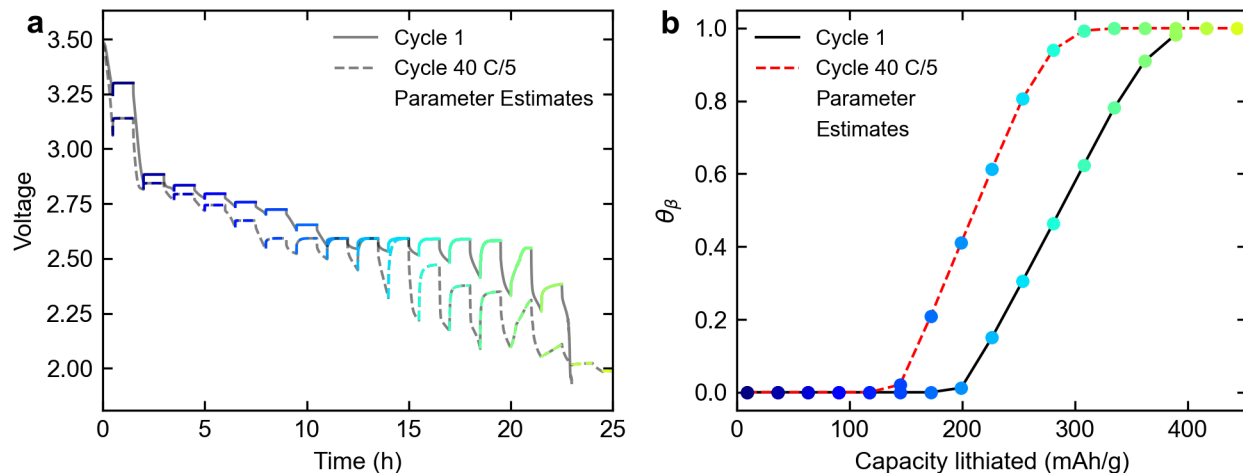 a
3.50
3.25
3.00
2.75
2.50
2.25
2.00
Voltage
0
5
10
15
20
25
Time (h)
Cycle 1
Cycle 40 C/5
Parameter Estimates
b
1.0
0.8
0.6
0.4
0.2
0.0
θβ
0
200
400
Capacity lithiated (mAh/g)
Cycle 1
Cycle 40 C/5
Parameter
Estimates